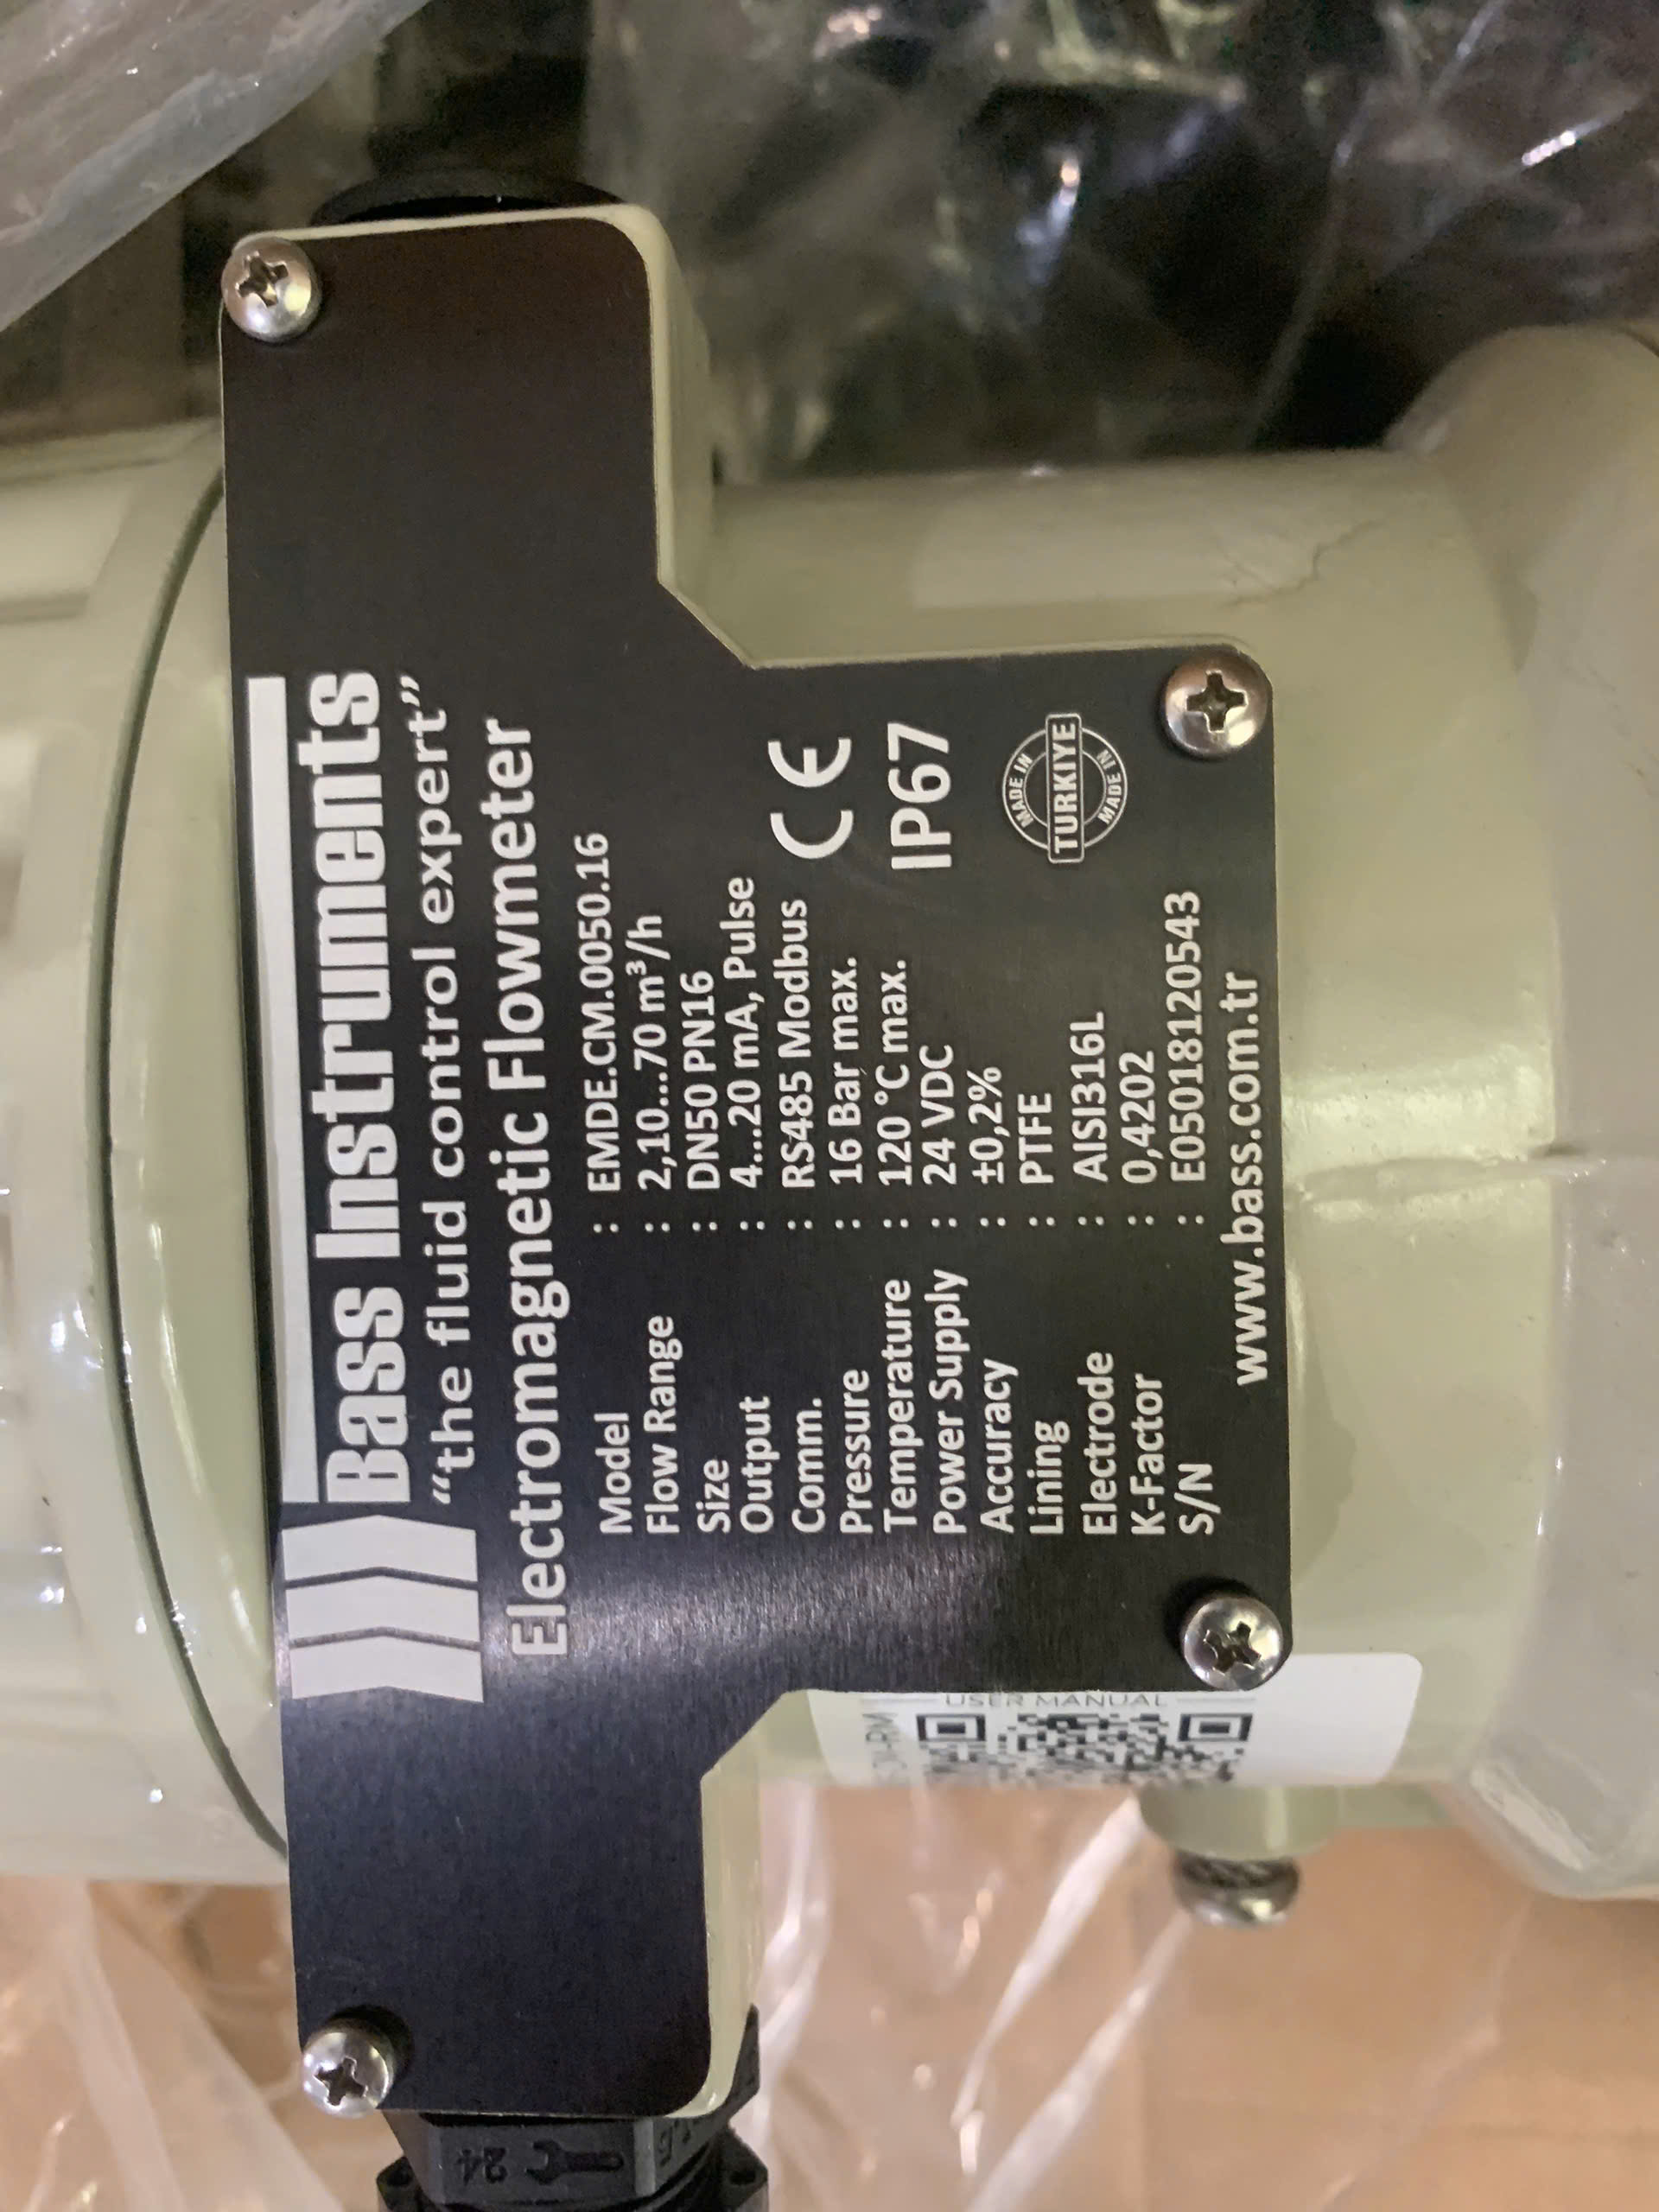 Bass Instruments
"the fluid control expert"
Electromagnetic Flowmeter
Model : EMDE.CM.0050.16
Flow Range : 2,10...70 m³/h
Size : DN50 PN16
Output : 4...20 mA, Pulse
Comm. : RS485 Modbus
Pressure : 16 Bar max.
Temperature : 120 °C max.
Power Supply : 24 VDC
Accuracy : ±0,2%
Lining : PTFE
Electrode : AISI316L
K-Factor : 0,4202
S/N : E05018120543
www.bass.com.tr
CE
IP67
MADE IN
TURKIYE
MADE IN
USER MANUAL
24